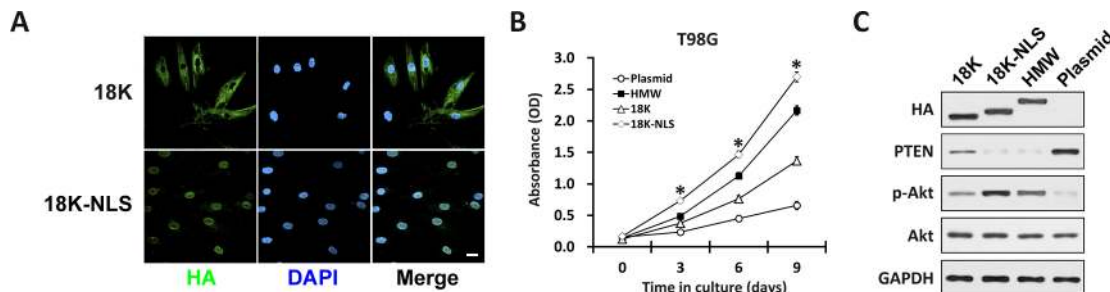 A
18K
18K-NLS
HA
DAPI
Merge
B
T98G
Absorbance (OD)
3.0
2.5
2.0
1.5
1.0
0.5
0.0
Plasmid
HMW
18K
18K-NLS
*
*
*
0
3
6
9
Time in culture (days)
C
18K
18K-NLS
HMW
Plasmid
HA
PTEN
p-Akt
Akt
GAPDH